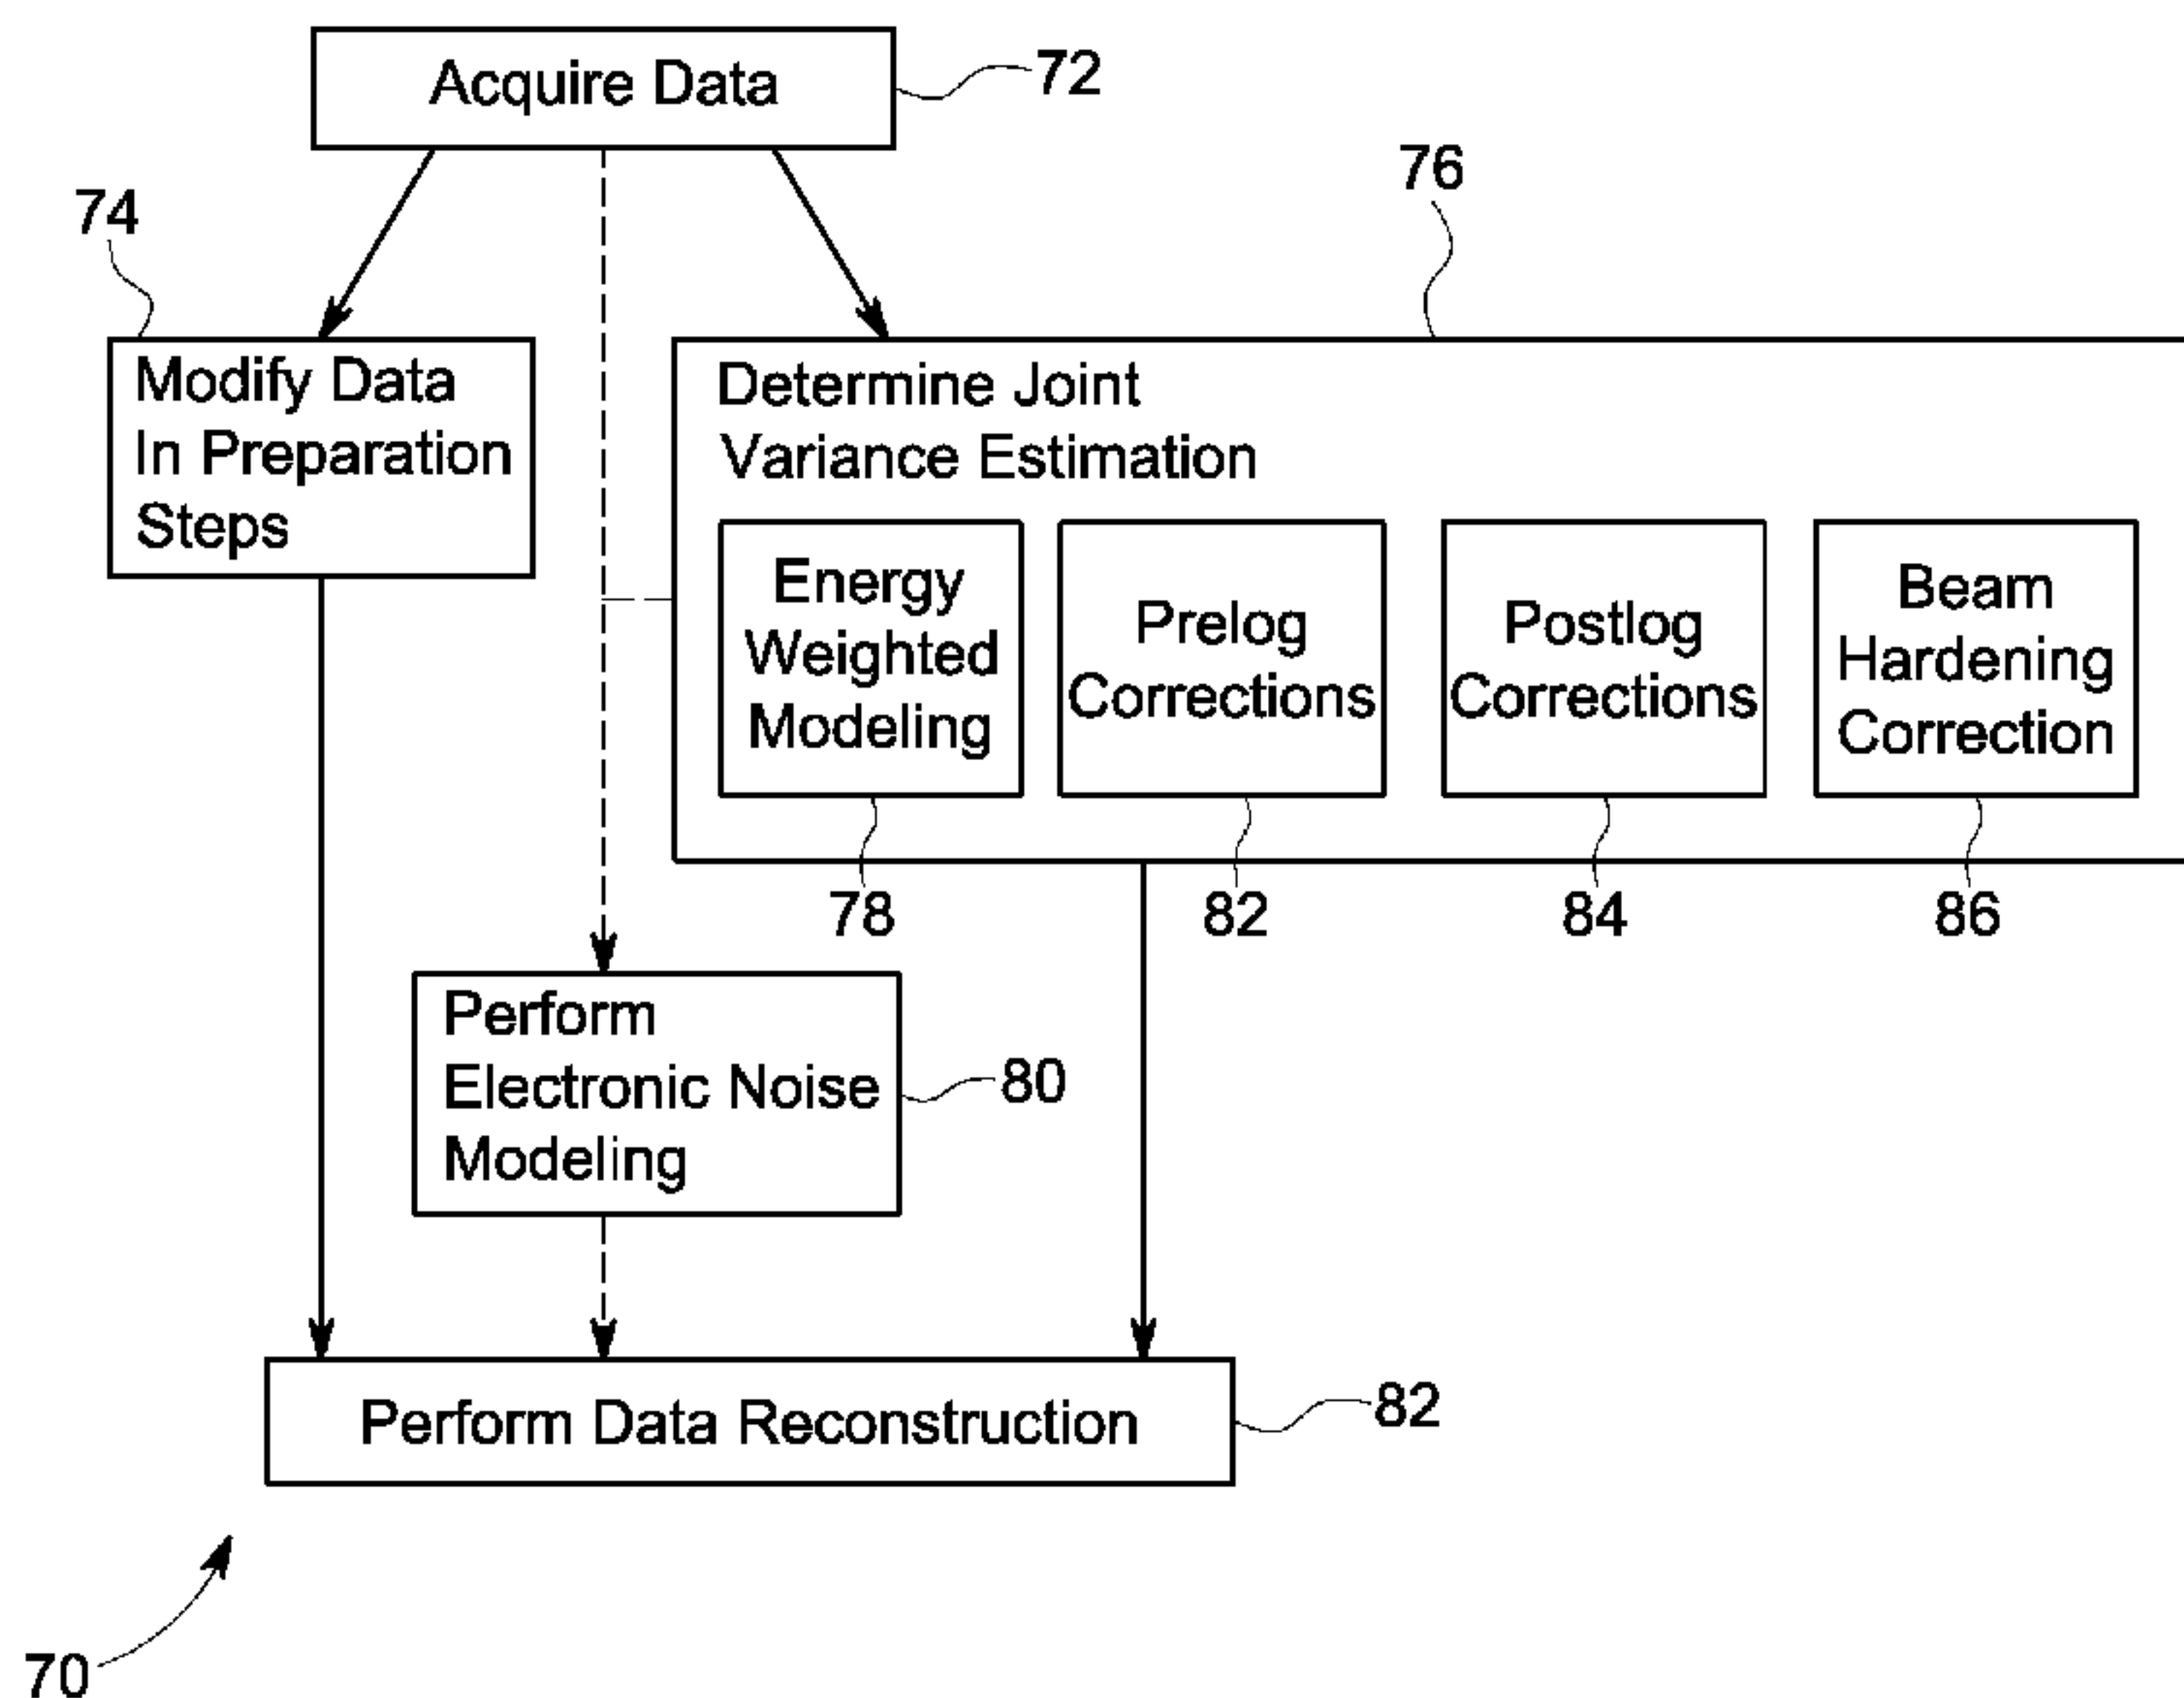 Acquire Data
72
74
76
Modify Data
In Preparation
Steps
Determine Joint
Variance Estimation
Energy
Weighted
Modeling
Prelog
Corrections
Postlog
Corrections
Beam
Hardening
Correction
78
82
84
86
Perform
Electronic Noise
Modeling
80
Perform Data Reconstruction
82
70